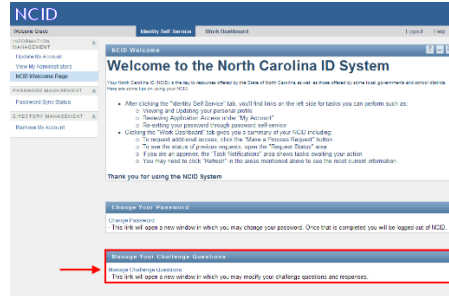 NCID
Welcome Chase
Identity Self-Service
Work Dashboard
Logout
Help
INFORMATION MANAGEMENT
Update My Account
View My Administrators
NCID Welcome Page
PASSWORD MANAGEMENT
Password Sync Status
DIRECTORY MANAGEMENT
Remove My Account
NCID Welcome
Welcome to the North Carolina ID System
Your North Carolina ID (NCID) is the key to resources offered by the State of North Carolina as well as those offered by some local governments and school districts.
Here are some tips on using your NCID:
After clicking the "Identity Self Service" tab, you'll find links on the left side for tasks you can perform such as:
Viewing and Updating your personal profile
Reviewing Application Access under "My Account"
Re-setting your password through password self-service
Clicking the "Work Dashboard" tab gives you a summary of your NCID including:
To request additional access, click the "Make a Process Request" button
To see the status of previous requests, open the "Request Status" area
If you are an approver, the "Task Notifications" area shows tasks awaiting your action
You may need to click "Refresh" in the areas mentioned above to see the most current information.
Thank you for using the NCID System
Change Your Password
Change Password
- This link will open a new window in which you may change your password. Once that is completed you will be logged out of NCID.
Manage Your Challenge Questions
Manage Challenge Questions
- This link will open a new window in which you may modify your challenge questions and responses.